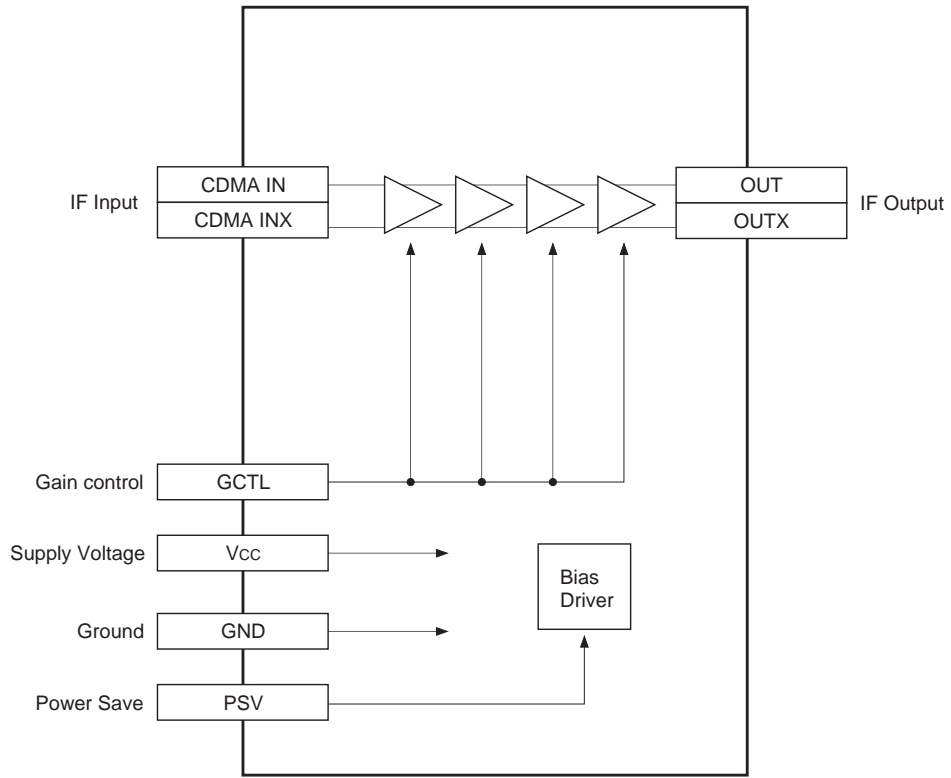 IF Input
CDMA IN
CDMA INX
OUT
OUTX
IF Output
Gain control
GCTL
Supply Voltage
VCC
Bias
Driver
Ground
GND
Power Save
PSV